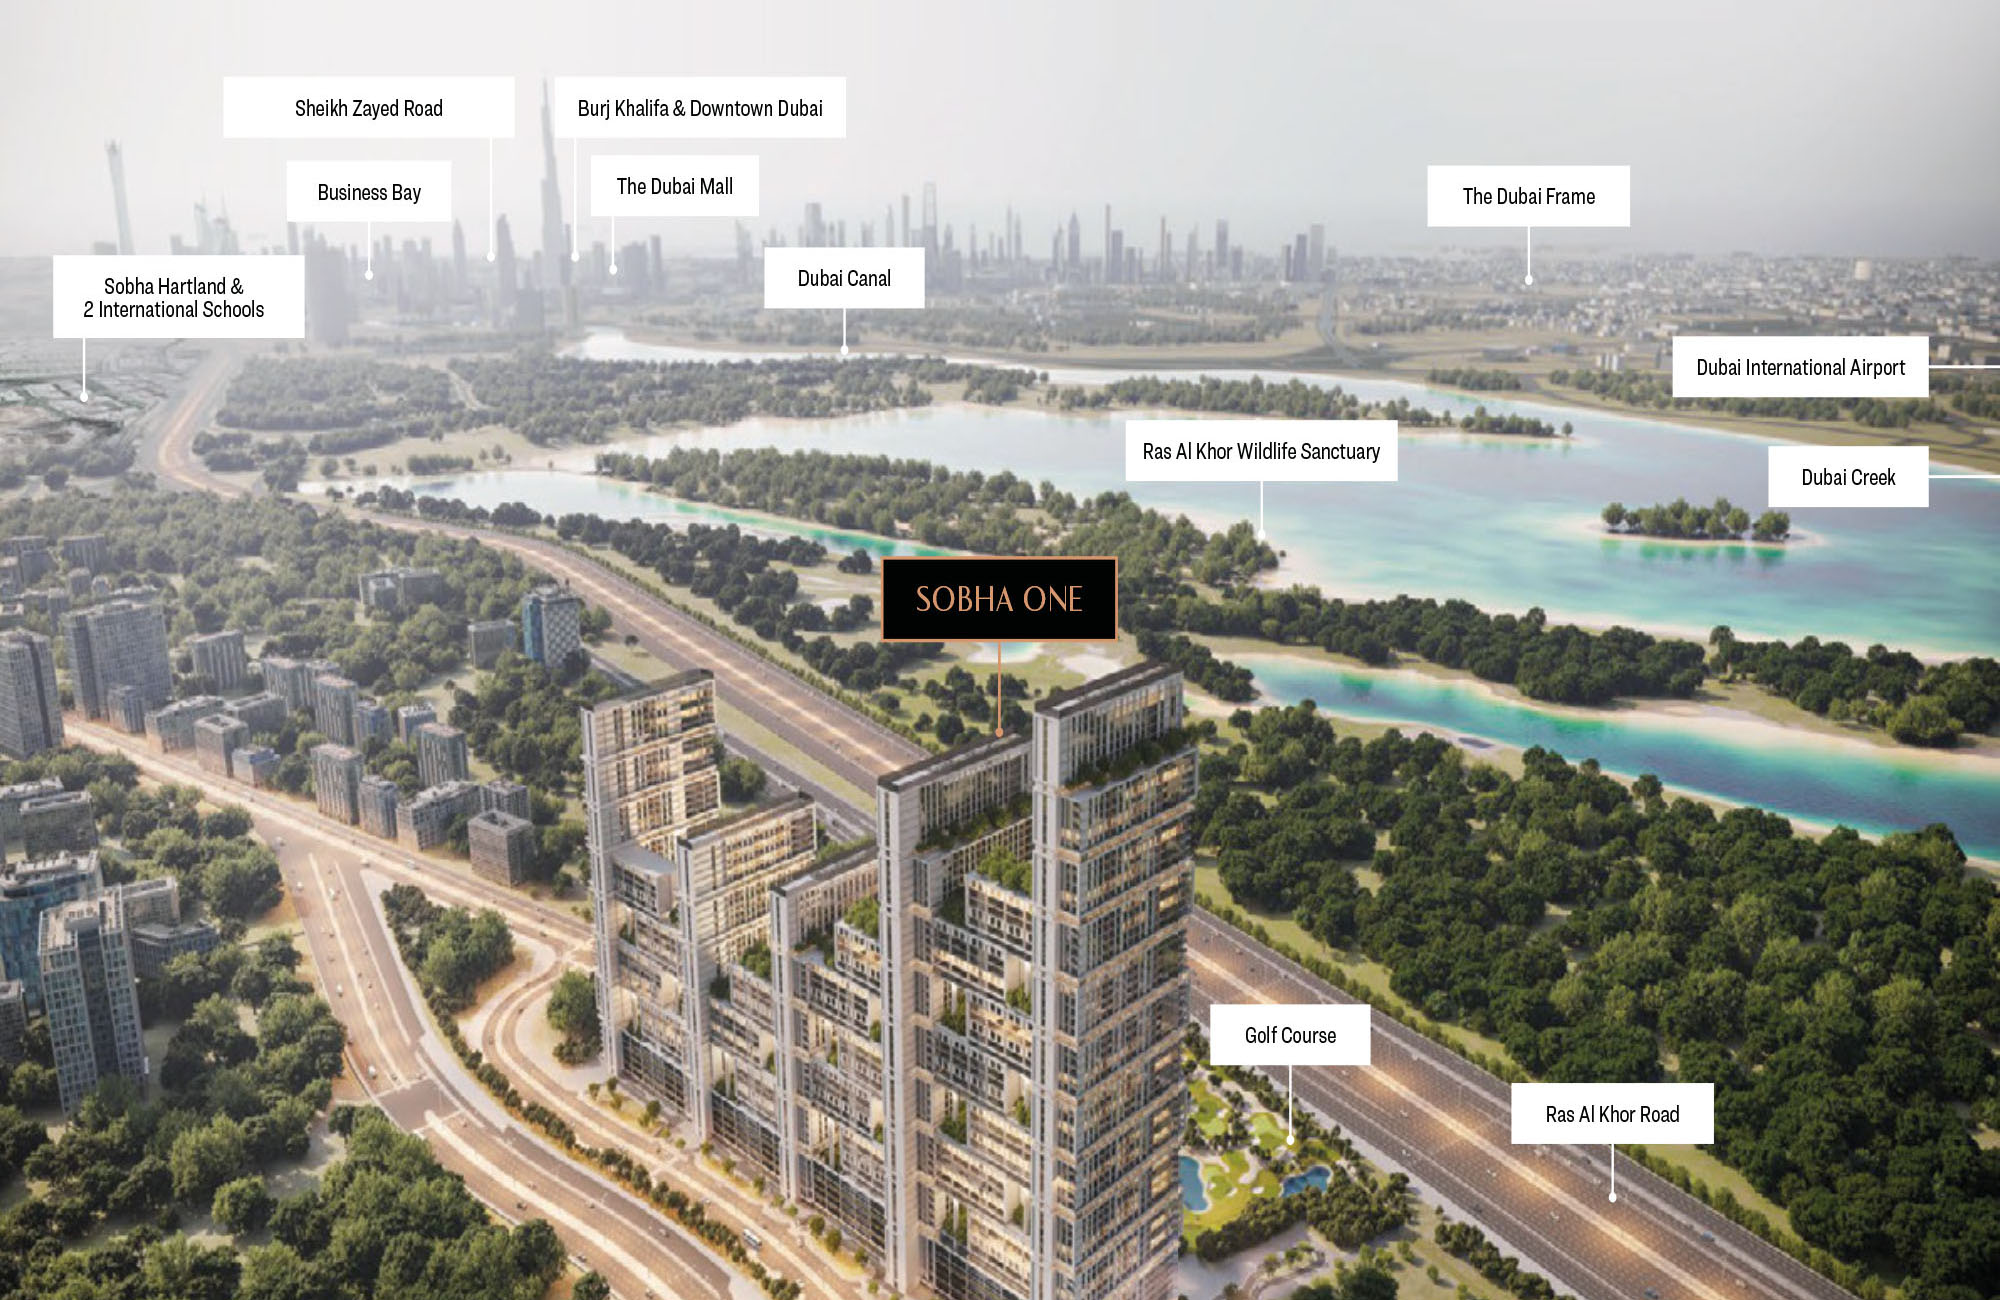 Sheikh Zayed Road
Burj Khalifa & Downtown Dubai
Business Bay
The Dubai Mall
The Dubai Frame
Sobha Hartland &
2 International Schools
Dubai Canal
Dubai International Airport
Ras Al Khor Wildlife Sanctuary
Dubai Creek
SOBHA ONE
Golf Course
Ras Al Khor Road